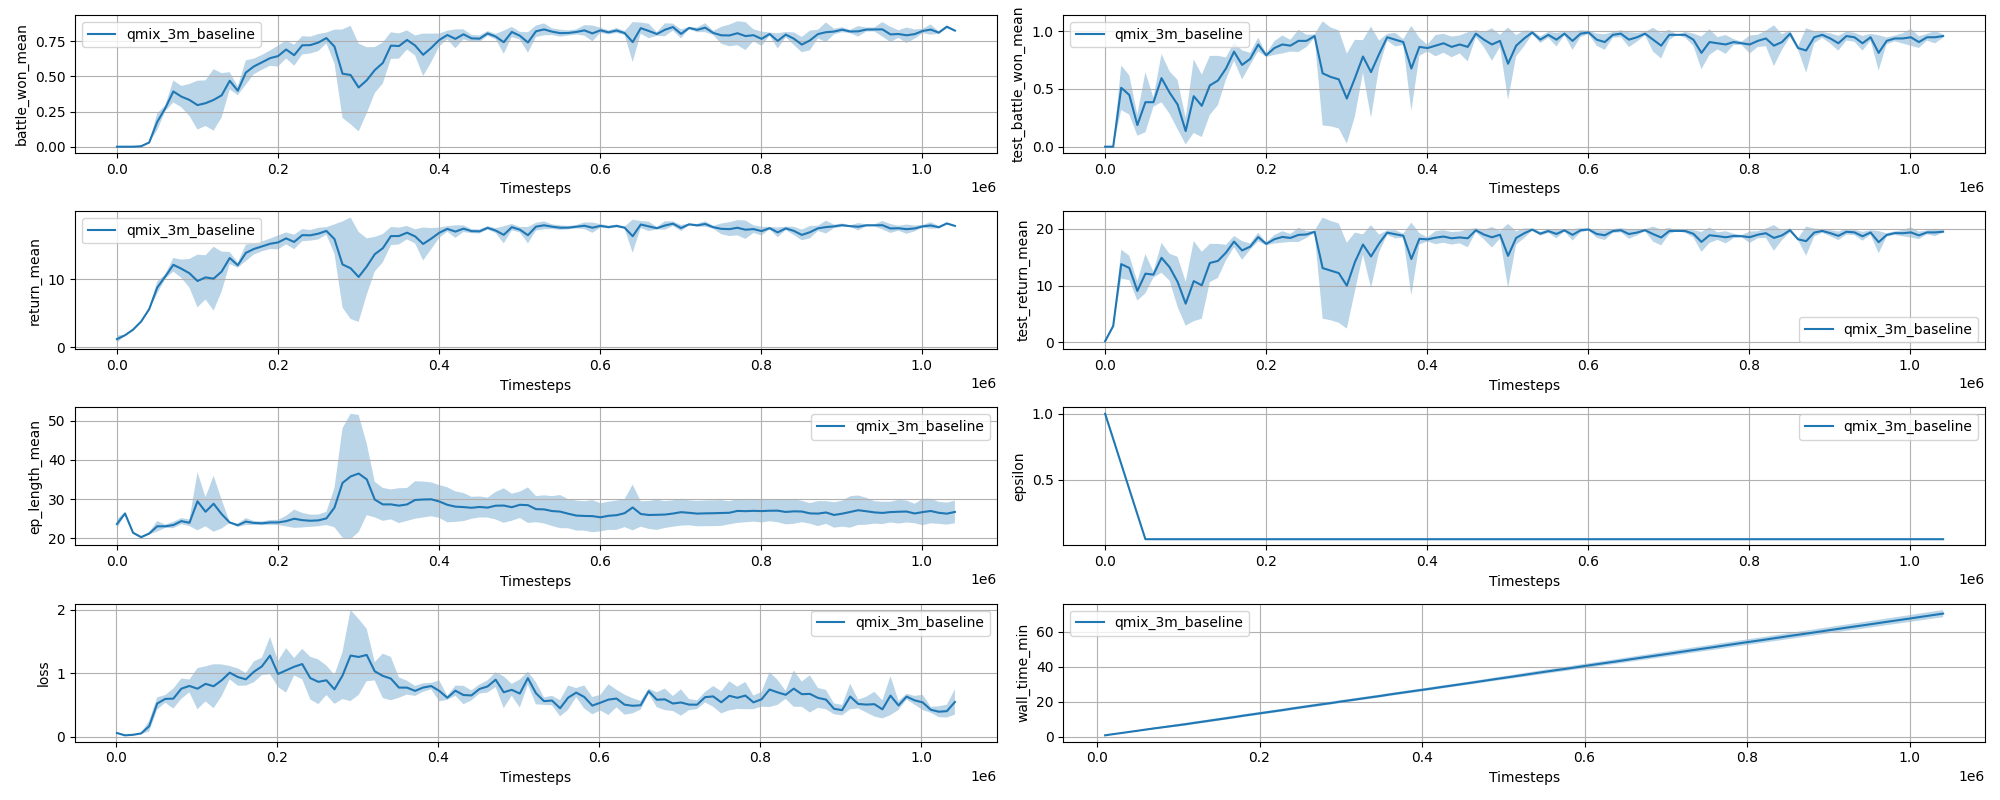 battle_won_mean
0.75
0.50
0.25
0.00
qmix_3m_baseline
0.0 0.2 0.4 0.6 0.8 1.0
Timesteps
1e6
test_battle_won_mean
1.0
0.5
0.0
qmix_3m_baseline
0.0 0.2 0.4 0.6 0.8 1.0
Timesteps
1e6
return_mean
10
0
qmix_3m_baseline
0.0 0.2 0.4 0.6 0.8 1.0
Timesteps
1e6
test_return_mean
20
10
0
qmix_3m_baseline
0.0 0.2 0.4 0.6 0.8 1.0
Timesteps
1e6
ep_length_mean
50
40
30
20
qmix_3m_baseline
0.0 0.2 0.4 0.6 0.8 1.0
Timesteps
1e6
epsilon
1.0
0.5
qmix_3m_baseline
0.0 0.2 0.4 0.6 0.8 1.0
Timesteps
1e6
loss
2
1
0
qmix_3m_baseline
0.0 0.2 0.4 0.6 0.8 1.0
Timesteps
1e6
wall_time_min
60
40
20
0
qmix_3m_baseline
0.0 0.2 0.4 0.6 0.8 1.0
Timesteps
1e6